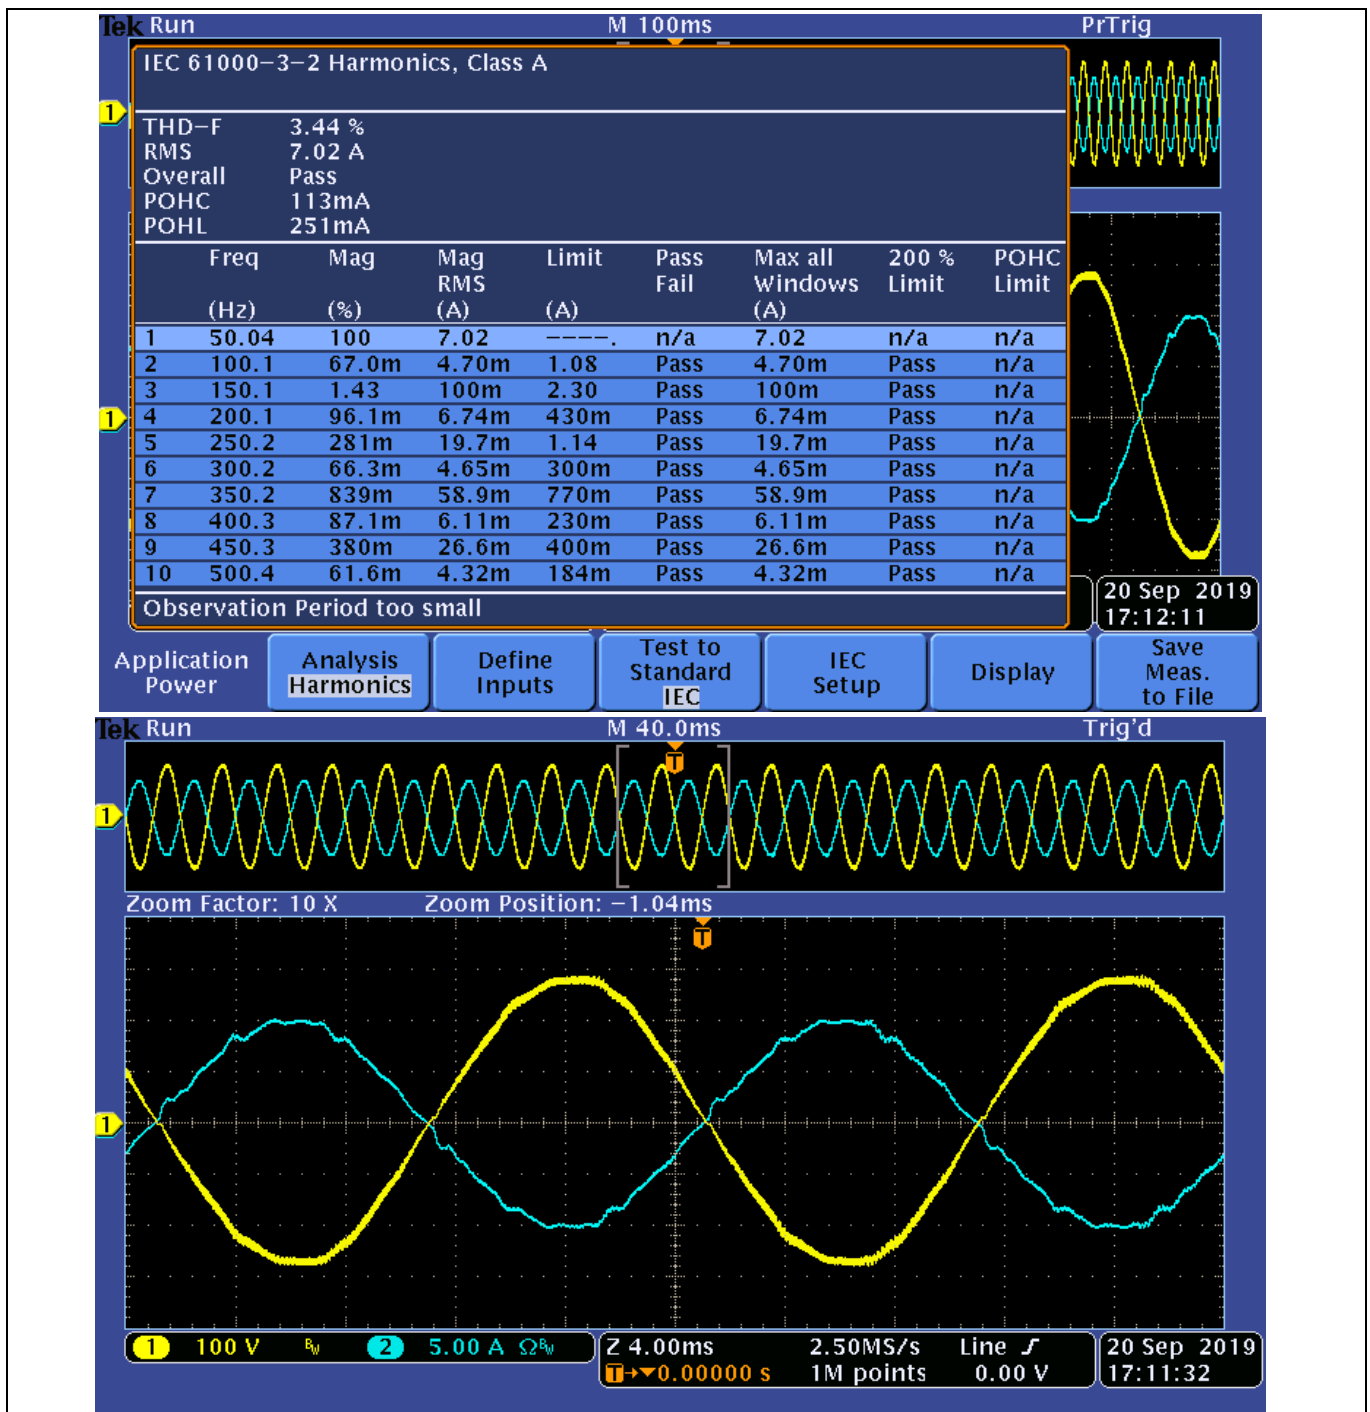 Tek Run M 100ms PrTrig
IEC 61000-3-2 Harmonics, Class A
1
THD-F 3.44 %
RMS 7.02 A
Overall Pass
POHC 113mA
POHL 251mA
Freq Mag Mag Limit Pass Max all 200 % POHC
RMS Fail Windows Limit Limit
(Hz) (%) (A) (A) (A)
1 50.04 100 7.02 ----. n/a 7.02 n/a n/a
2 100.1 67.0m 4.70m 1.08 Pass 4.70m Pass n/a
3 150.1 1.43 100m 2.30 Pass 100m Pass n/a
1
4 200.1 96.1m 6.74m 430m Pass 6.74m Pass n/a
5 250.2 281m 19.7m 1.14 Pass 19.7m Pass n/a
6 300.2 66.3m 4.65m 300m Pass 4.65m Pass n/a
7 350.2 839m 58.9m 770m Pass 58.9m Pass n/a
8 400.3 87.1m 6.11m 230m Pass 6.11m Pass n/a
9 450.3 380m 26.6m 400m Pass 26.6m Pass n/a
10 500.4 61.6m 4.32m 184m Pass 4.32m Pass n/a
Observation Period too small
20 Sep 2019
17:12:11
Application Power
Analysis Harmonics
Define Inputs
Test to Standard IEC
IEC Setup
Display
Save Meas. to File
Tek Run M 40.0ms Trig'd
T
1
Zoom Factor: 10 X Zoom Position: -1.04ms
T
1
1 100 V BW 2 5.00 A ΩBW Z 4.00ms 2.50MS/s Line ∫ 20 Sep 2019
T→▼0.00000 s 1M points 0.00 V 17:11:32